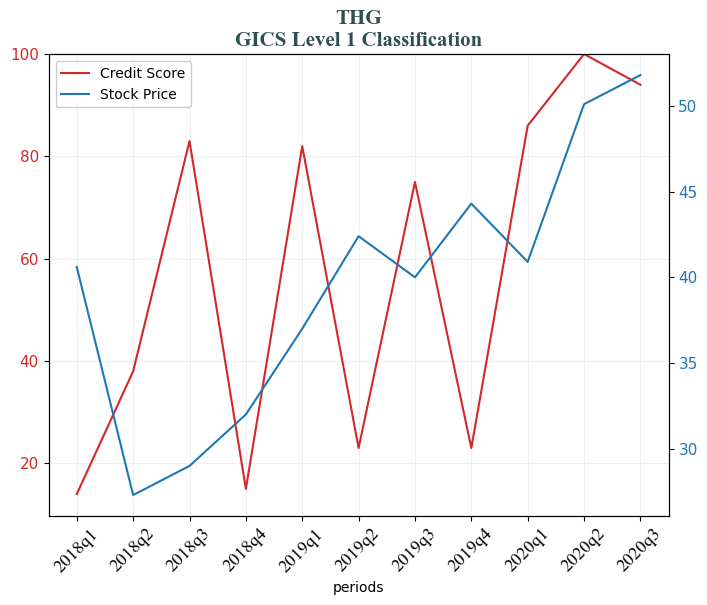 THG
GICS Level 1 Classification
Credit Score
Stock Price
100
80
60
40
20
50
45
40
35
30
2018q1
2018q2
2018q3
2018q4
2019q1
2019q2
2019q3
2019q4
2020q1
2020q2
2020q3
periods